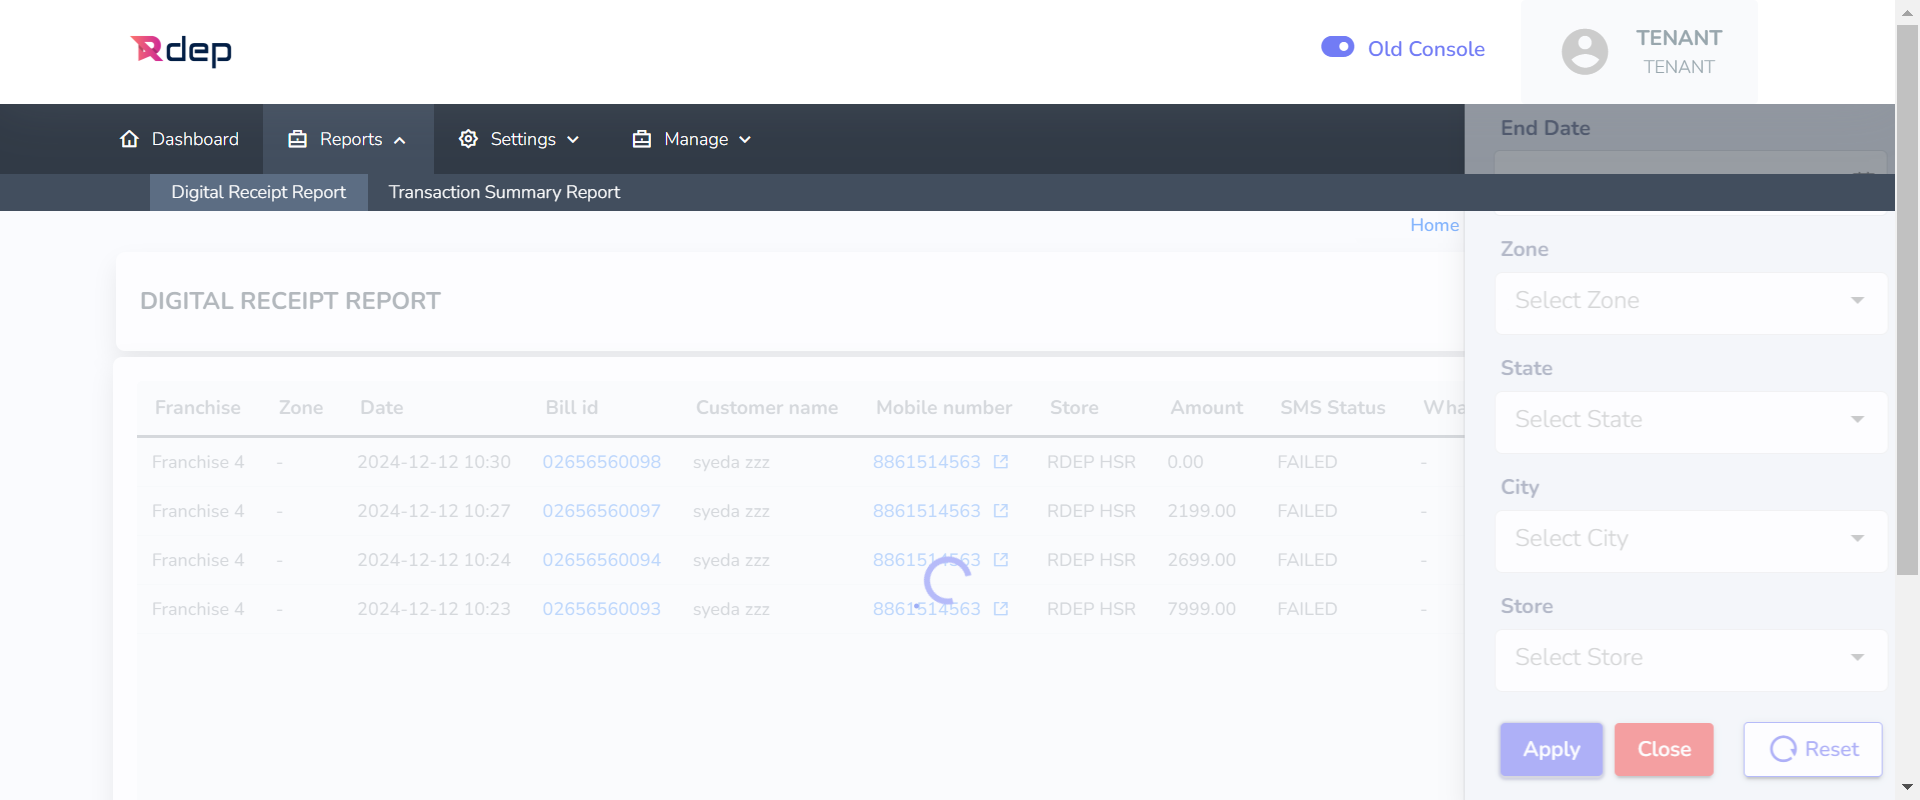 Rdep
Old Console
TENANT
TENANT
Dashboard Reports Settings Manage
End Date
Digital Receipt Report Transaction Summary Report
Home
DIGITAL RECEIPT REPORT
Franchise Zone Date Bill id Customer name Mobile number Store Amount SMS Status Wha
Franchise 4 - 2024-12-12 10:30 02656560098 syeda zzz 8861514563 RDEP HSR 0.00 FAILED -
Franchise 4 - 2024-12-12 10:27 02656560097 syeda zzz 8861514563 RDEP HSR 2199.00 FAILED -
Franchise 4 - 2024-12-12 10:24 02656560094 syeda zzz 8861514563 RDEP HSR 2699.00 FAILED -
Franchise 4 - 2024-12-12 10:23 02656560093 syeda zzz 8861514563 RDEP HSR 7999.00 FAILED -
Zone
Select Zone
State
Select State
City
Select City
Store
Select Store
Apply Close Reset